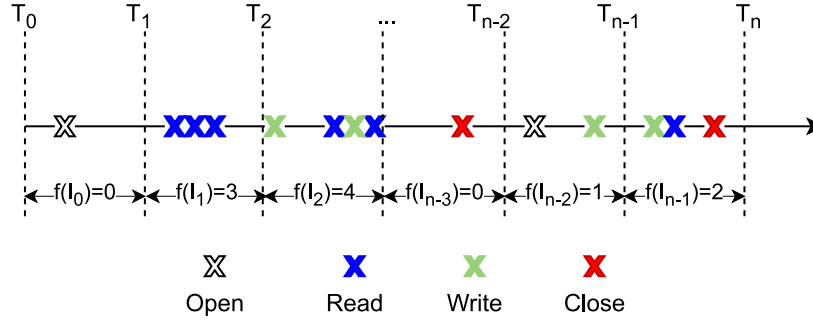 T0 T1 T2 ... Tn-2 Tn-1 Tn
f(I0)=0 f(I1)=3 f(I2)=4 f(In-3)=0 f(In-2)=1 f(In-1)=2
Open Read Write Close